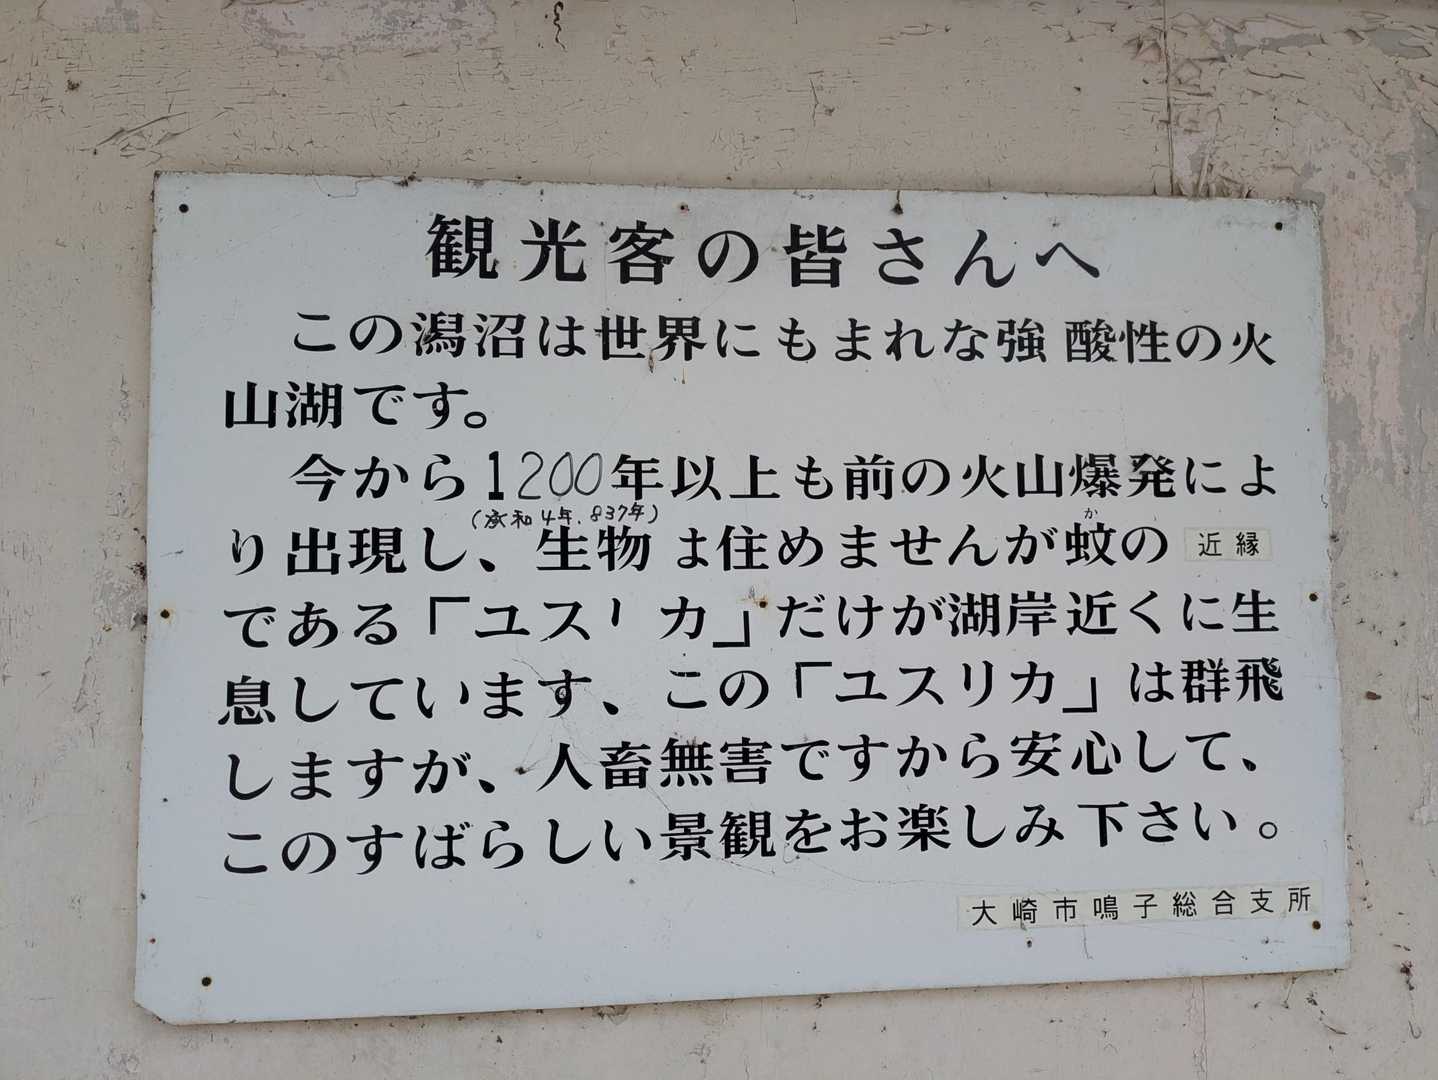 観光客の皆さんへ
この潟沼は世界にもまれな強酸性の火
山湖です。
今から1200年以上も前の火山爆発によ
(承和4年.837年)
か
り出現し、生物は住めませんが蚊の近縁
である「ユスリカ」だけが湖岸近くに生
息しています、この「ユスリカ」は群飛
しますが、人畜無害ですから安心して、
このすばらしい景観をお楽しみ下さい。
大崎市鳴子総合支所